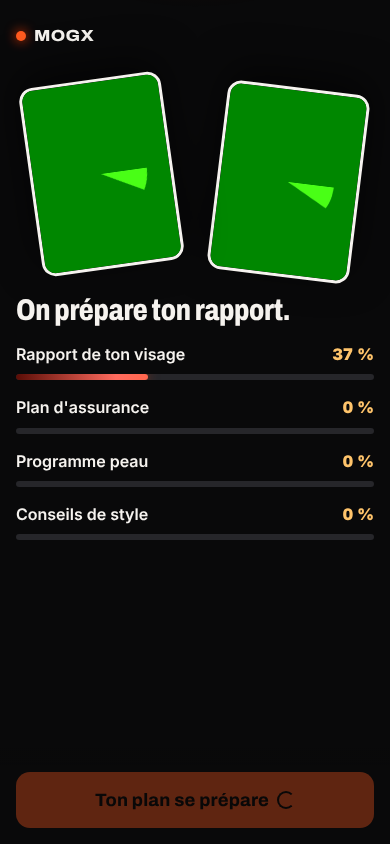 MOGX
On prépare ton rapport.
Rapport de ton visage 37 %
Plan d'assurance 0 %
Programme peau 0 %
Conseils de style 0 %
Ton plan se prépare